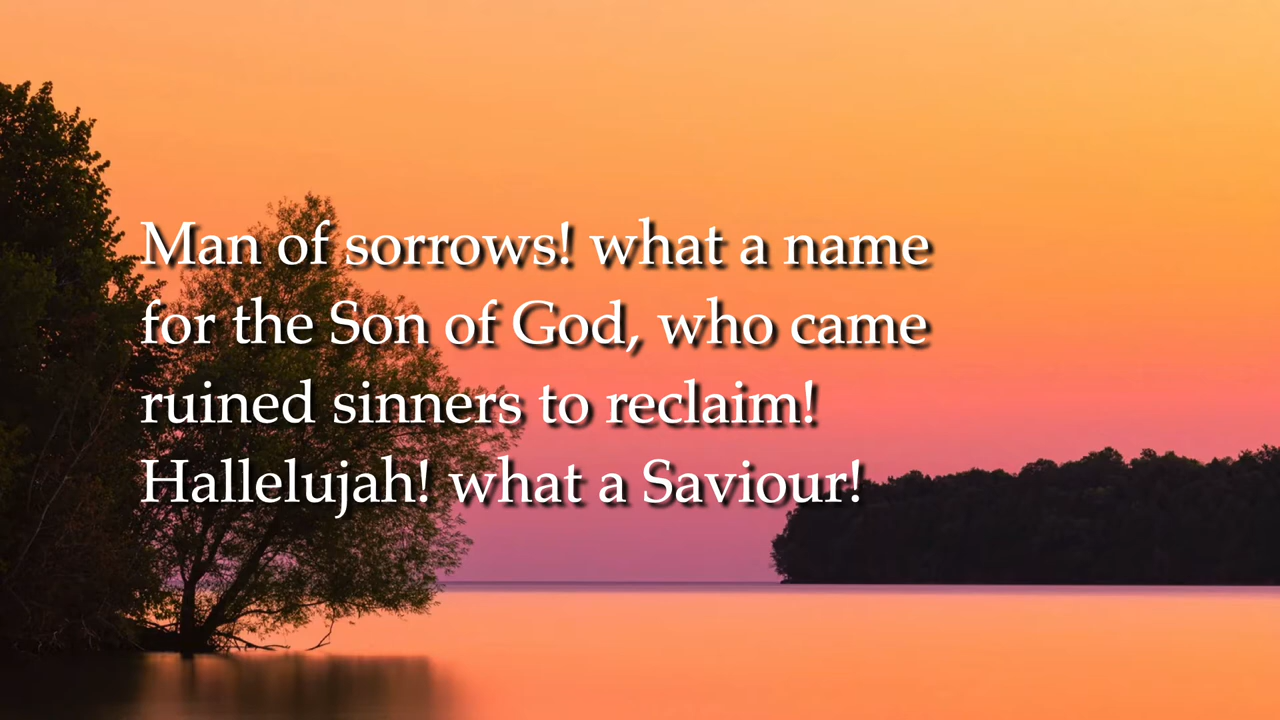 Man of sorrows! what a name
for the Son of God, who came
ruined sinners to reclaim!
Hallelujah! what a Saviour!